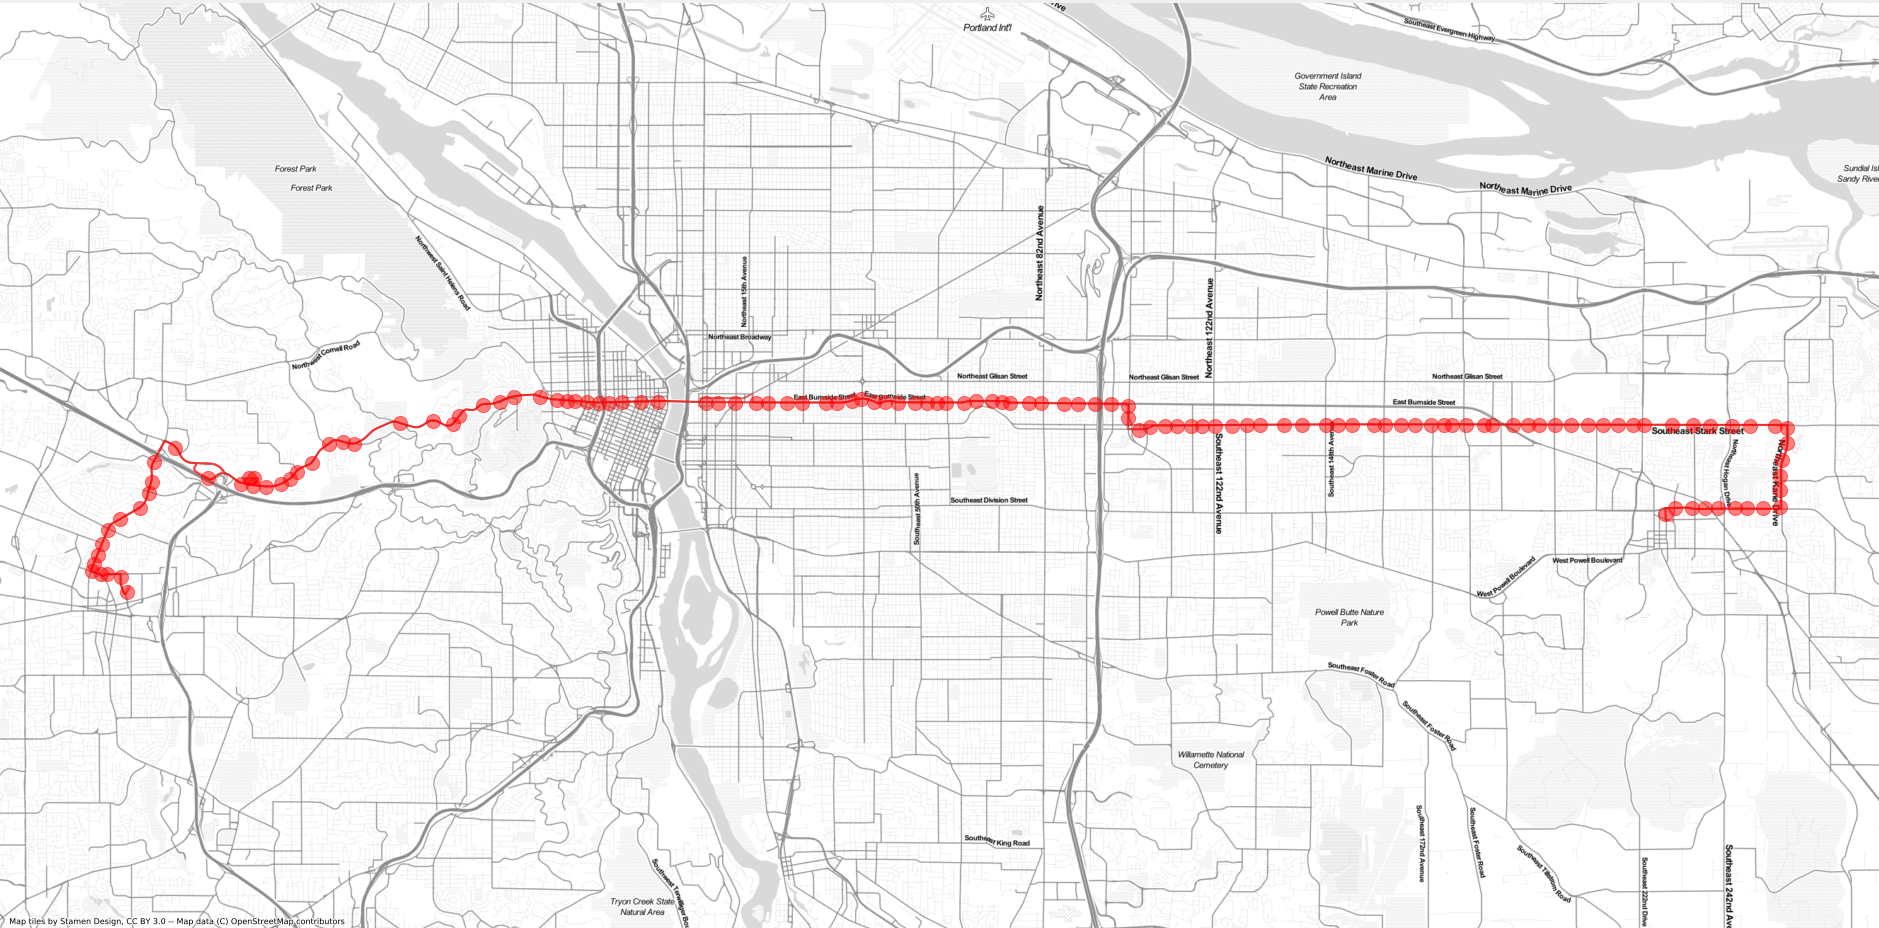 Portland Int'l
Southeast Evergreen Highway
Government Island
State Recreation
Area
Northeast Marine Drive
Northeast Marine Drive
Sundial Isl
Sandy River
Forest Park
Forest Park
Northwest Saint Helens Road
Northeast 15th Avenue
Northeast 82nd Avenue
Northeast 122nd Avenue
Northeast Broadway
Northwest Cornell Road
Northeast Glisan Street
Northeast Glisan Street
Northeast Glisan Street
East Burnside Street
East Burnside Street
East Burnside Street
Southeast Stark Street
Southeast 122nd Avenue
Southeast 148th Avenue
Northeast Hogan Drive
Northeast Kane Drive
Southeast 50th Avenue
Southeast Division Street
West Powell Boulevard
West Powell Boulevard
Powell Butte Nature
Park
Southeast Foster Road
Southeast Foster Road
Willamette National
Cemetery
Southeast King Road
Southeast 172nd Avenue
Southeast Foster Road
Southeast Tillstrom Road
Southeast 222nd Drive
Southeast 242nd Ave
Tryon Creek State
Natural Area
Southwest Terwilliger Bou
Map tiles by Stamen Design, CC BY 3.0 -- Map data (C) OpenStreetMap contributors